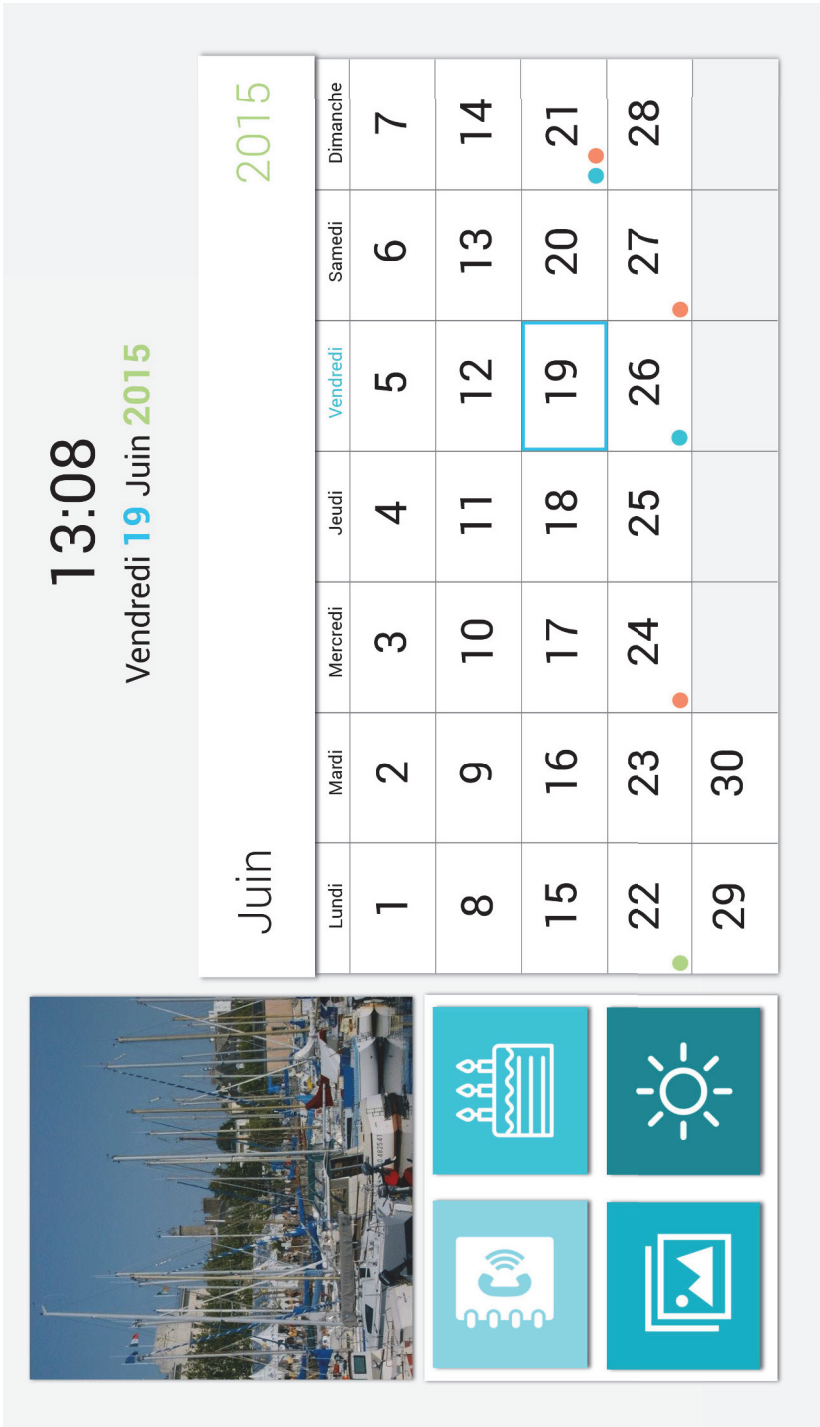 13:08
Vendredi 19 Juin 2015
Juin 2015
Lundi Mardi Mercredi Jeudi Vendredi Samedi Dimanche
1 2 3 4 5 6 7
8 9 10 11 12 13 14
15 16 17 18 19 20 21
22 23 24 25 26 27 28
29 30